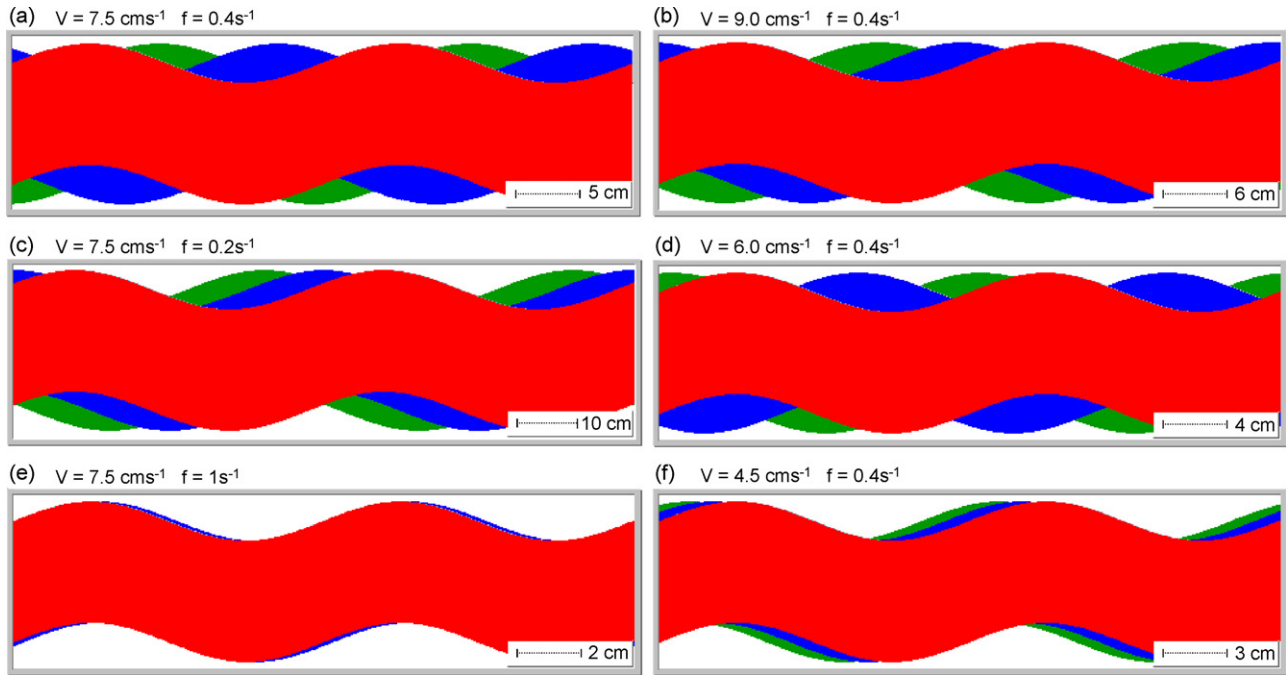 (a) V = 7.5 cms⁻¹ f = 0.4s⁻¹
5 cm
(b) V = 9.0 cms⁻¹ f = 0.4s⁻¹
6 cm
(c) V = 7.5 cms⁻¹ f = 0.2s⁻¹
10 cm
(d) V = 6.0 cms⁻¹ f = 0.4s⁻¹
4 cm
(e) V = 7.5 cms⁻¹ f = 1s⁻¹
2 cm
(f) V = 4.5 cms⁻¹ f = 0.4s⁻¹
3 cm